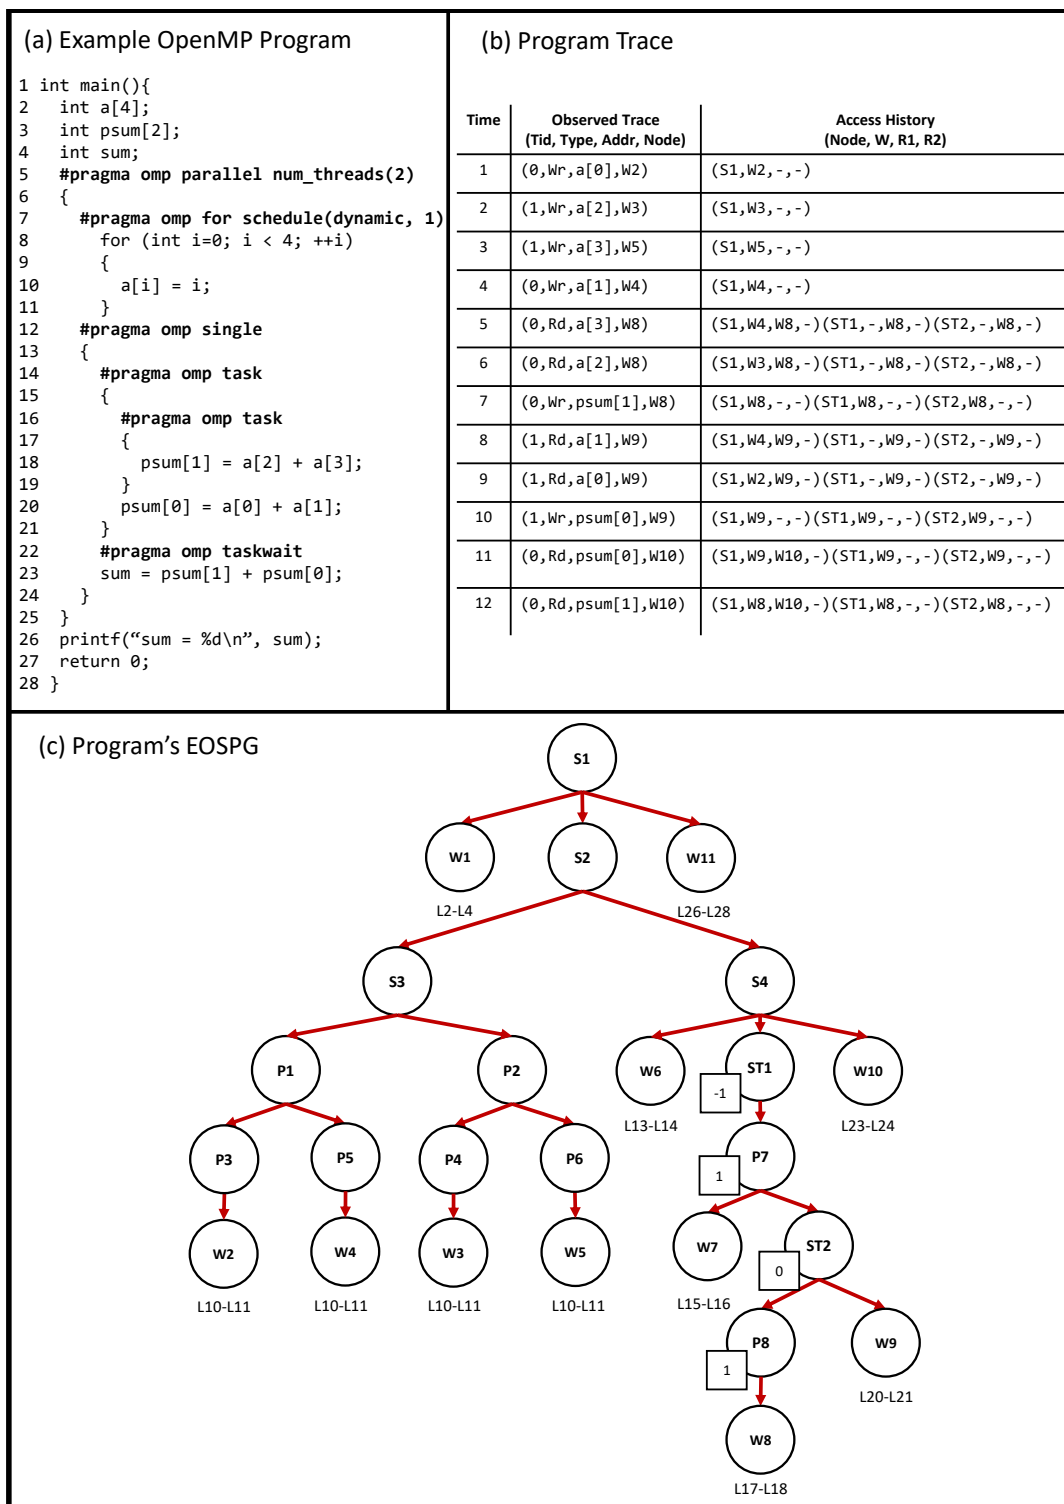 (a) Example OpenMP Program
1 int main(){
2 int a[4];
3 int psum[2];
4 int sum;
5 #pragma omp parallel num_threads(2)
6 {
7 #pragma omp for schedule(dynamic, 1)
8 for (int i=0; i < 4; ++i)
9 {
10 a[i] = i;
11 }
12 #pragma omp single
13 {
14 #pragma omp task
15 {
16 #pragma omp task
17 {
18 psum[1] = a[2] + a[3];
19 }
20 psum[0] = a[0] + a[1];
21 }
22 #pragma omp taskwait
23 sum = psum[1] + psum[0];
24 }
25 }
26 printf(“sum = %d\n”, sum);
27 return 0;
28 }
(b) Program Trace
Time Observed Trace Access History
(Tid, Type, Addr, Node) (Node, W, R1, R2)
1 (0,Wr,a[0],W2) (S1,W2,-,-)
2 (1,Wr,a[2],W3) (S1,W3,-,-)
3 (1,Wr,a[3],W5) (S1,W5,-,-)
4 (0,Wr,a[1],W4) (S1,W4,-,-)
5 (0,Rd,a[3],W8) (S1,W4,W8,-)(ST1,-,W8,-)(ST2,-,W8,-)
6 (0,Rd,a[2],W8) (S1,W3,W8,-)(ST1,-,W8,-)(ST2,-,W8,-)
7 (0,Wr,psum[1],W8) (S1,W8,-,-)(ST1,W8,-,-)(ST2,W8,-,-)
8 (1,Rd,a[1],W9) (S1,W4,W9,-)(ST1,-,W9,-)(ST2,-,W9,-)
9 (1,Rd,a[0],W9) (S1,W2,W9,-)(ST1,-,W9,-)(ST2,-,W9,-)
10 (1,Wr,psum[0],W9) (S1,W9,-,-)(ST1,W9,-,-)(ST2,W9,-,-)
11 (0,Rd,psum[0],W10) (S1,W9,W10,-)(ST1,W9,-,-)(ST2,W9,-,-)
12 (0,Rd,psum[1],W10) (S1,W8,W10,-)(ST1,W8,-,-)(ST2,W8,-,-)
(c) Program’s EOSPG
S1
W1 S2 W11
L2-L4 L26-L28
S3 S4
P1 P2 W6 ST1 W10
-1
L13-L14 L23-L24
P3 P5 P4 P6 P7
1
W2 W4 W3 W5 W7 ST2
0
L10-L11 L10-L11 L10-L11 L10-L11 L15-L16
P8 W9
1
L20-L21
W8
L17-L18